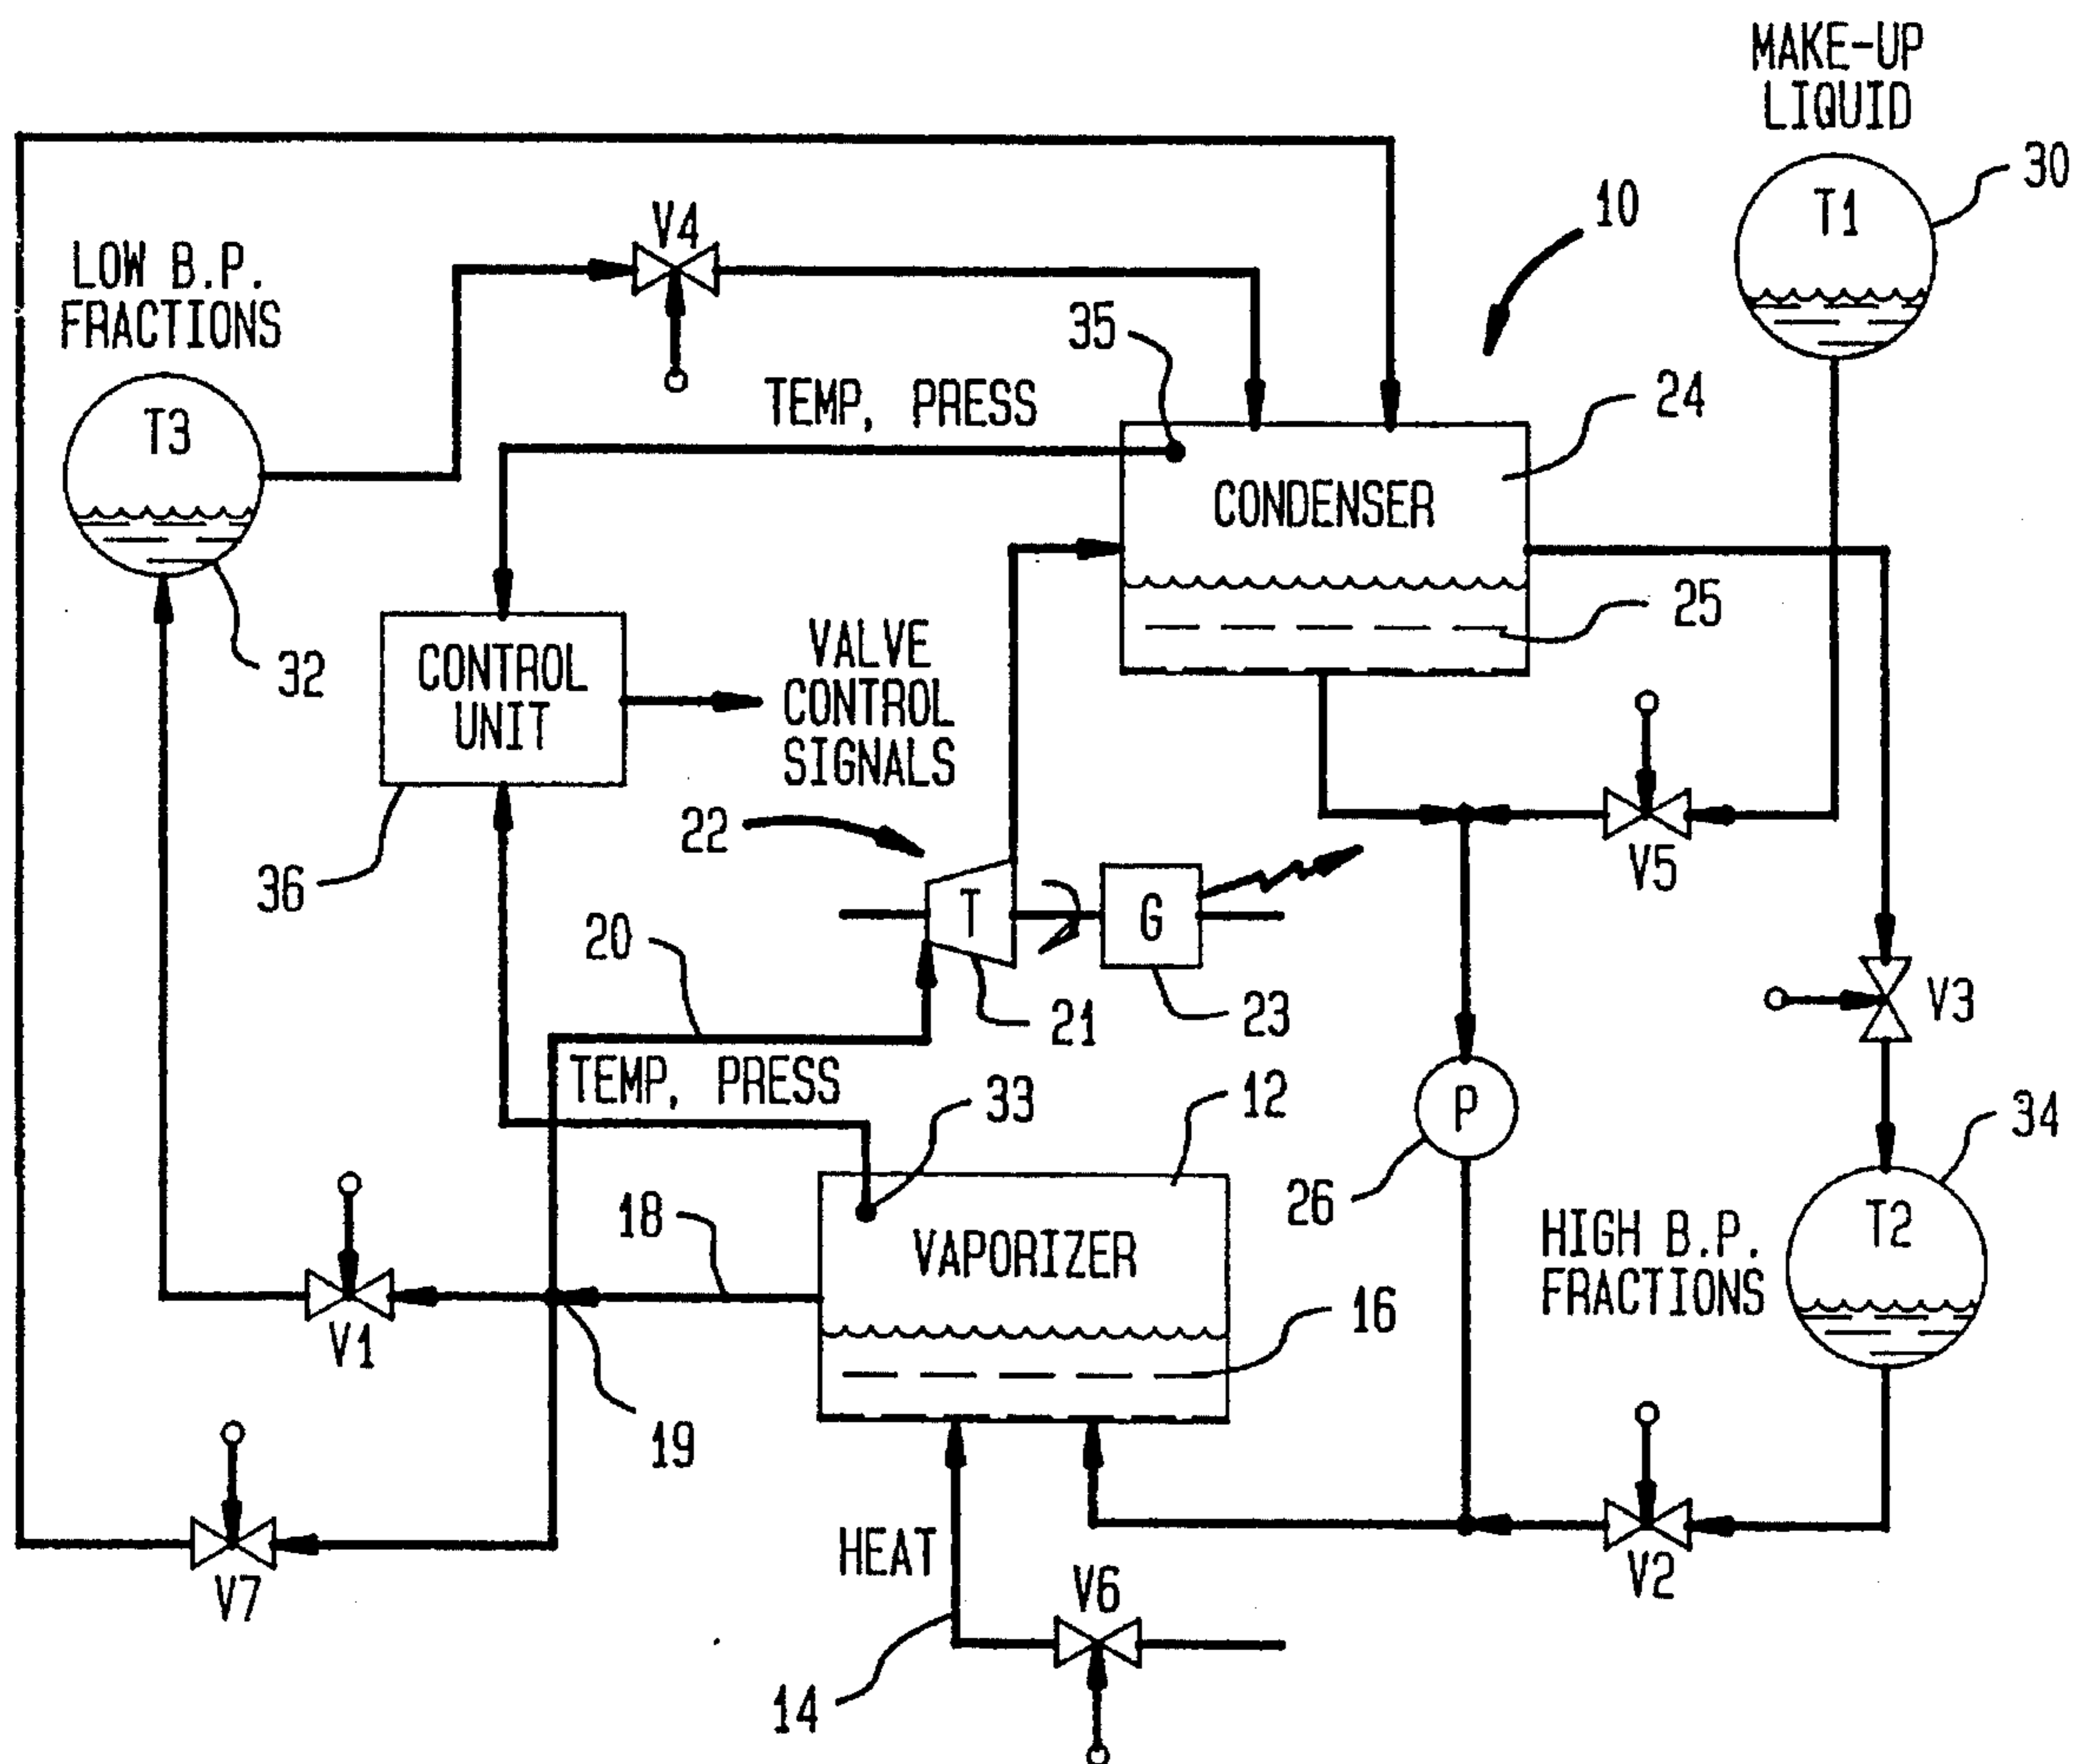 MAKE-UP
LIQUID
30
T1
10
V4
LOW B.P.
FRACTIONS
35
24
TEMP, PRESS
T3
CONDENSER
25
32
CONTROL
UNIT
VALVE
CONTROL
SIGNALS
22
V5
36
T
G
20
21
23
V3
TEMP, PRESS
33
12
P
34
26
18
T2
VAPORIZER
HIGH B.P.
FRACTIONS
16
V1
19
HEAT
V7
V6
V2
14